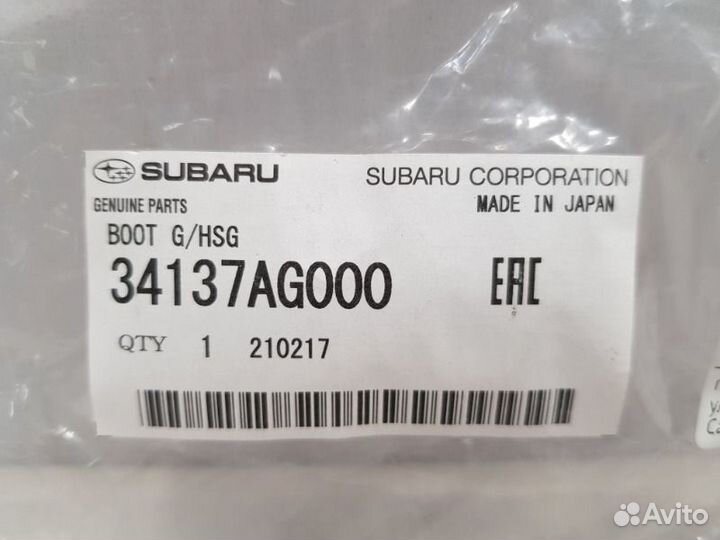 SUBARU
SUBARU CORPORATION
GENUINE PARTS
MADE IN JAPAN
BOOT G/HSG
34137AG000
EAC
QTY 1 210217
Avito